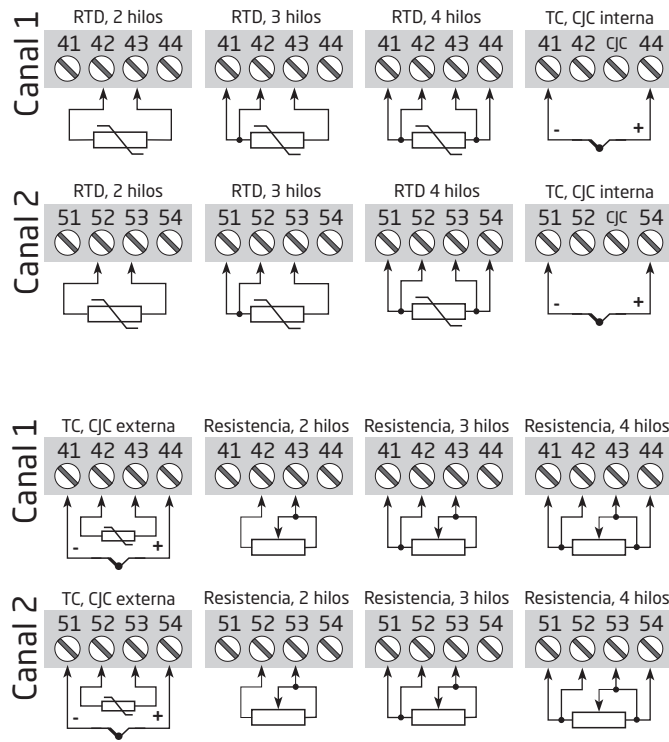 Canal 1
RTD, 2 hilos RTD, 3 hilos RTD, 4 hilos TC, CJC interna
41 42 43 44 41 42 43 44 41 42 43 44 41 42 CJC 44
- +
Canal 2
RTD, 2 hilos RTD, 3 hilos RTD 4 hilos TC, CJC interna
51 52 53 54 51 52 53 54 51 52 53 54 51 52 CJC 54
- +
Canal 1
TC, CJC externa Resistencia, 2 hilos Resistencia, 3 hilos Resistencia, 4 hilos
41 42 43 44 41 42 43 44 41 42 43 44 41 42 43 44
- +
Canal 2
TC, CJC externa Resistencia, 2 hilos Resistencia, 3 hilos Resistencia, 4 hilos
51 52 53 54 51 52 53 54 51 52 53 54 51 52 53 54
- +